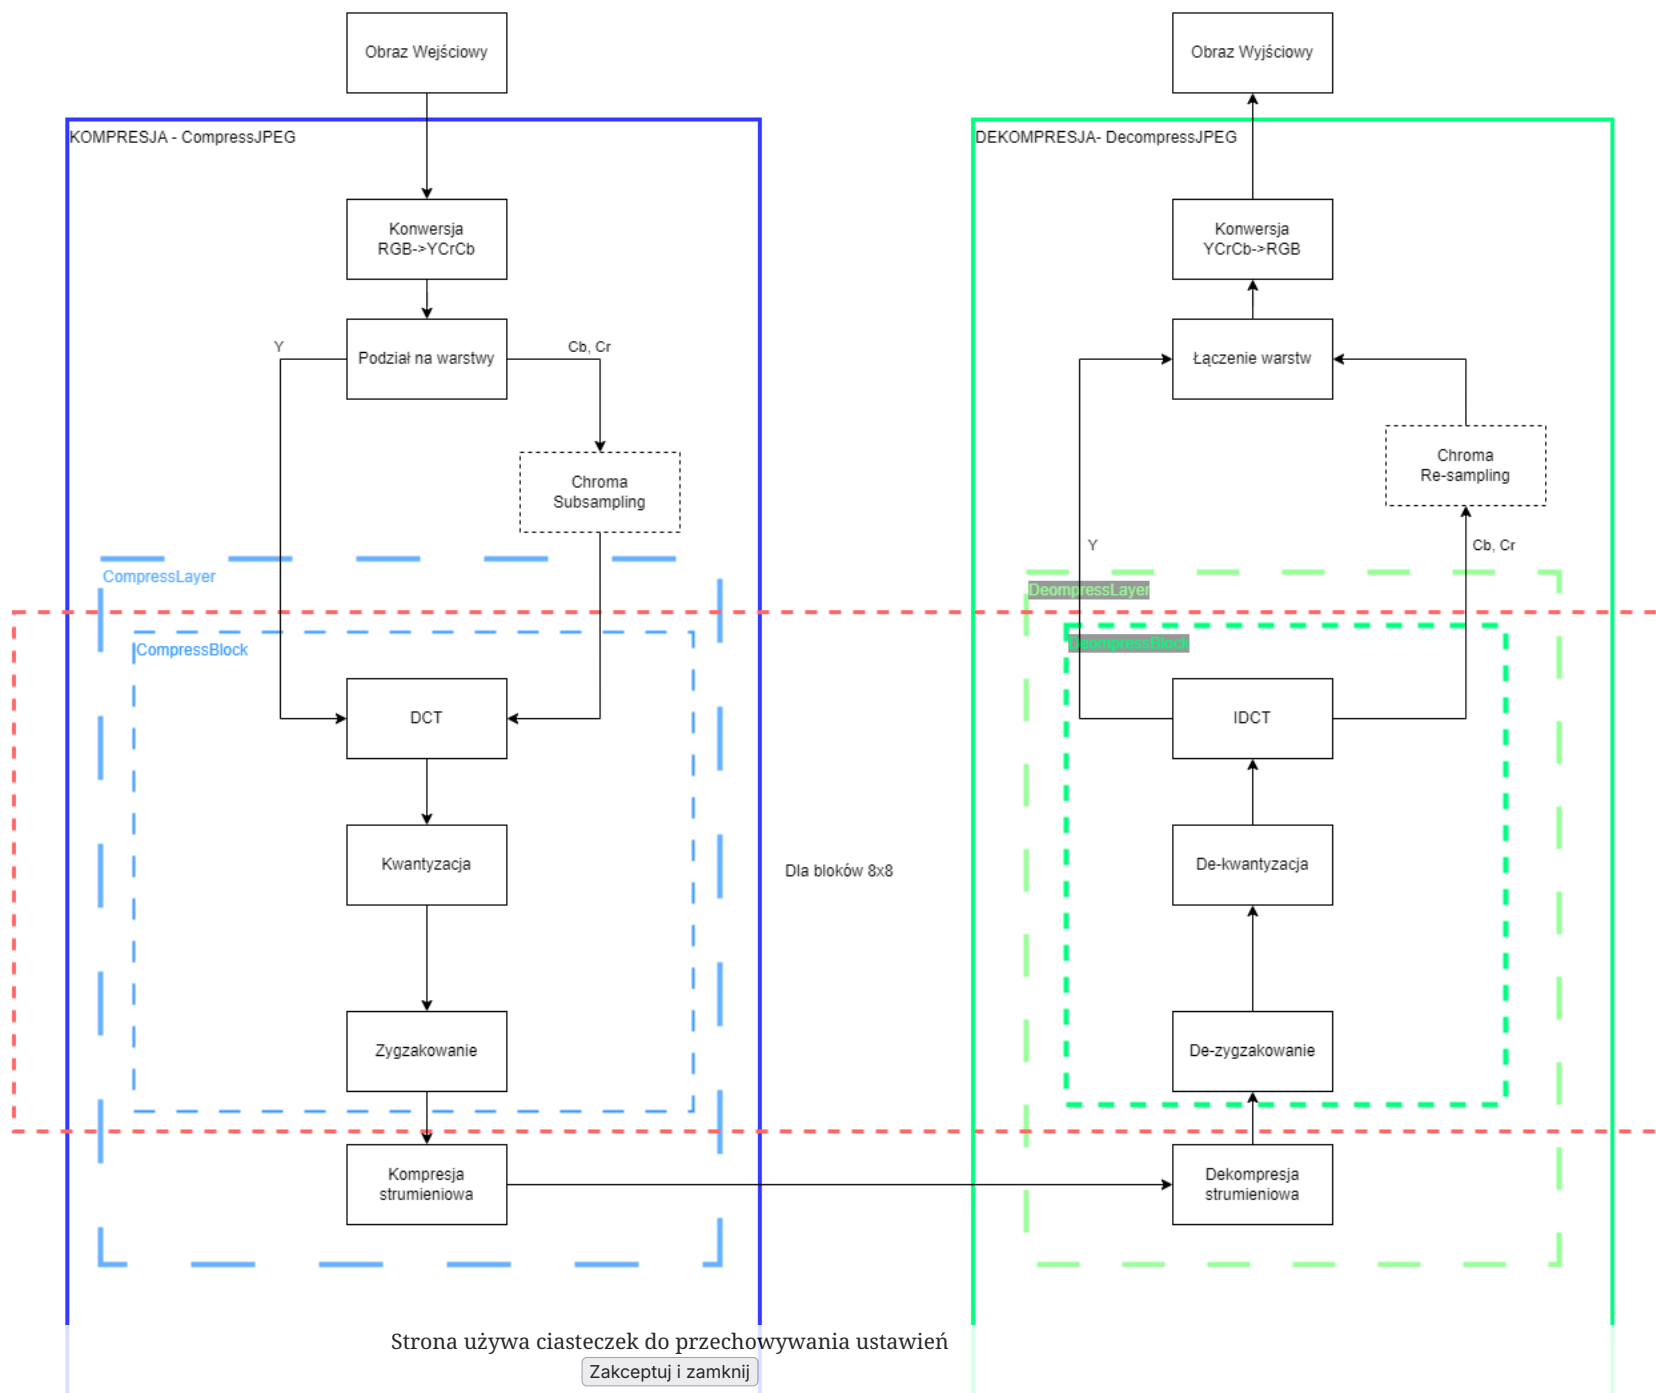 Obraz Wejściowy
Obraz Wyjściowy
KOMPRESJA - CompressJPEG
DEKOMPRESJA- DecompressJPEG
Konwersja
RGB->YCrCb
Konwersja
YCrCb->RGB
Y
Podział na warstwy
Cb, Cr
Łączenie warstw
Chroma
Subsampling
Chroma
Re-sampling
Y
Cb, Cr
CompressLayer
DeompressLayer
CompressBlock
DeompressBlock
DCT
IDCT
Kwantyzacja
Dla bloków 8x8
De-kwantyzacja
Zygzakowanie
De-zygzakowanie
Kompresja
strumieniowa
Dekompresja
strumieniowa
Strona używa ciasteczek do przechowywania ustawień
Zakceptuj i zamknij